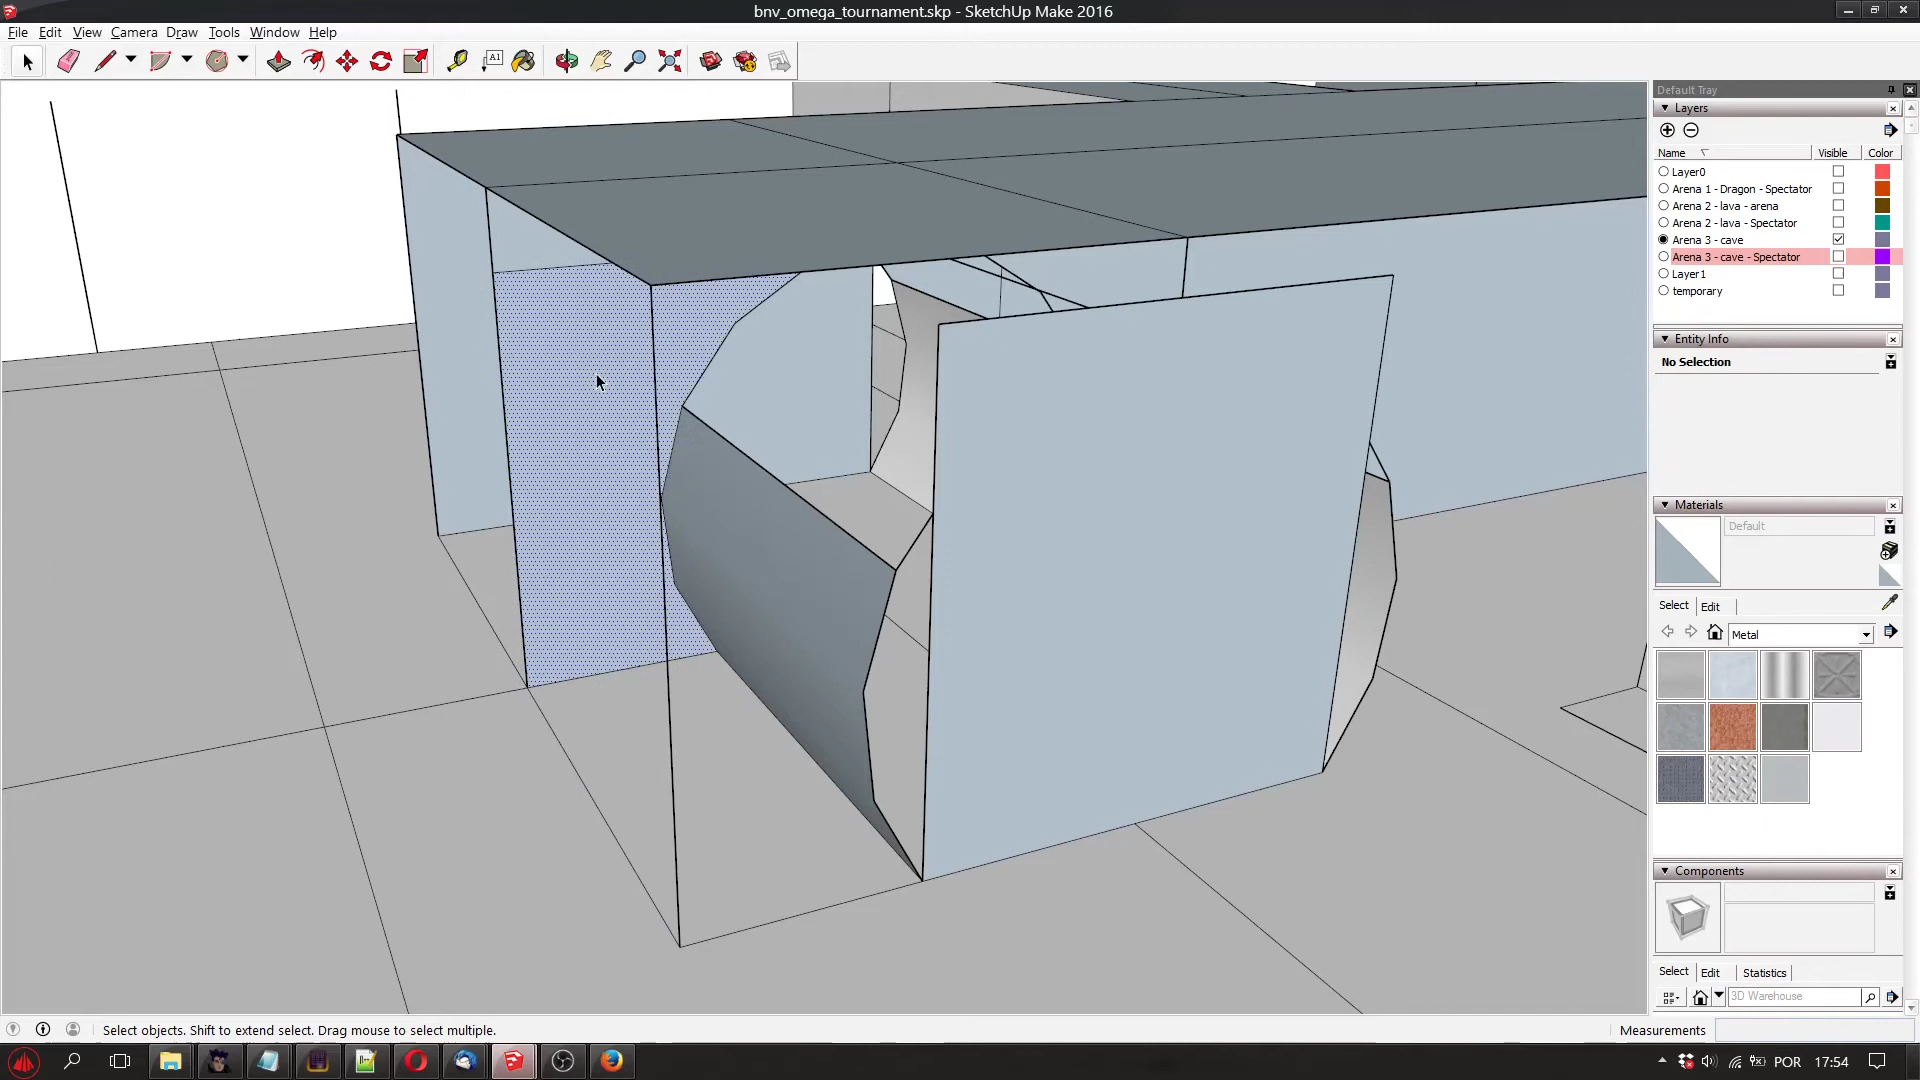 bnv_omega_tournament.skp - SketchUp Make 2016
File Edit View Camera Draw Tools Window Help
A1
Default Tray
Layers
Name Visible Color
Layer0
Arena 1 - Dragon - Spectator
Arena 2 - lava - arena
Arena 2 - lava - Spectator
Arena 3 - cave
Arena 3 - cave - Spectator
Layer1
temporary
Entity Info
No Selection
Materials
Default
Select Edit
Metal
Components
Select Edit Statistics
3D Warehouse
Select objects. Shift to extend select. Drag mouse to select multiple.
Measurements
POR 17:54